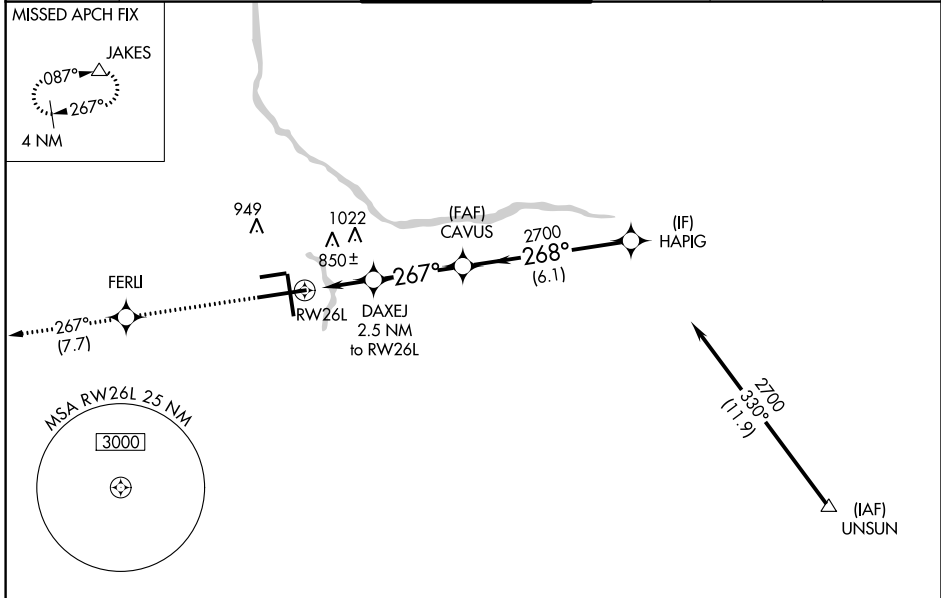 MISSED APCH FIX
JAKES
087°
267°
4 NM
949
1022
850 ±
(FAF)
CAVUS
2700
268°
(6.1)
(IF)
HAPIG
267°
FERLI
RW26L
DAXEJ
2.5 NM
to RW26L
267°
(7.7)
MSA RW26L 25 NM
3000
2700
330°
(11.9)
(IAF)
UNSUN